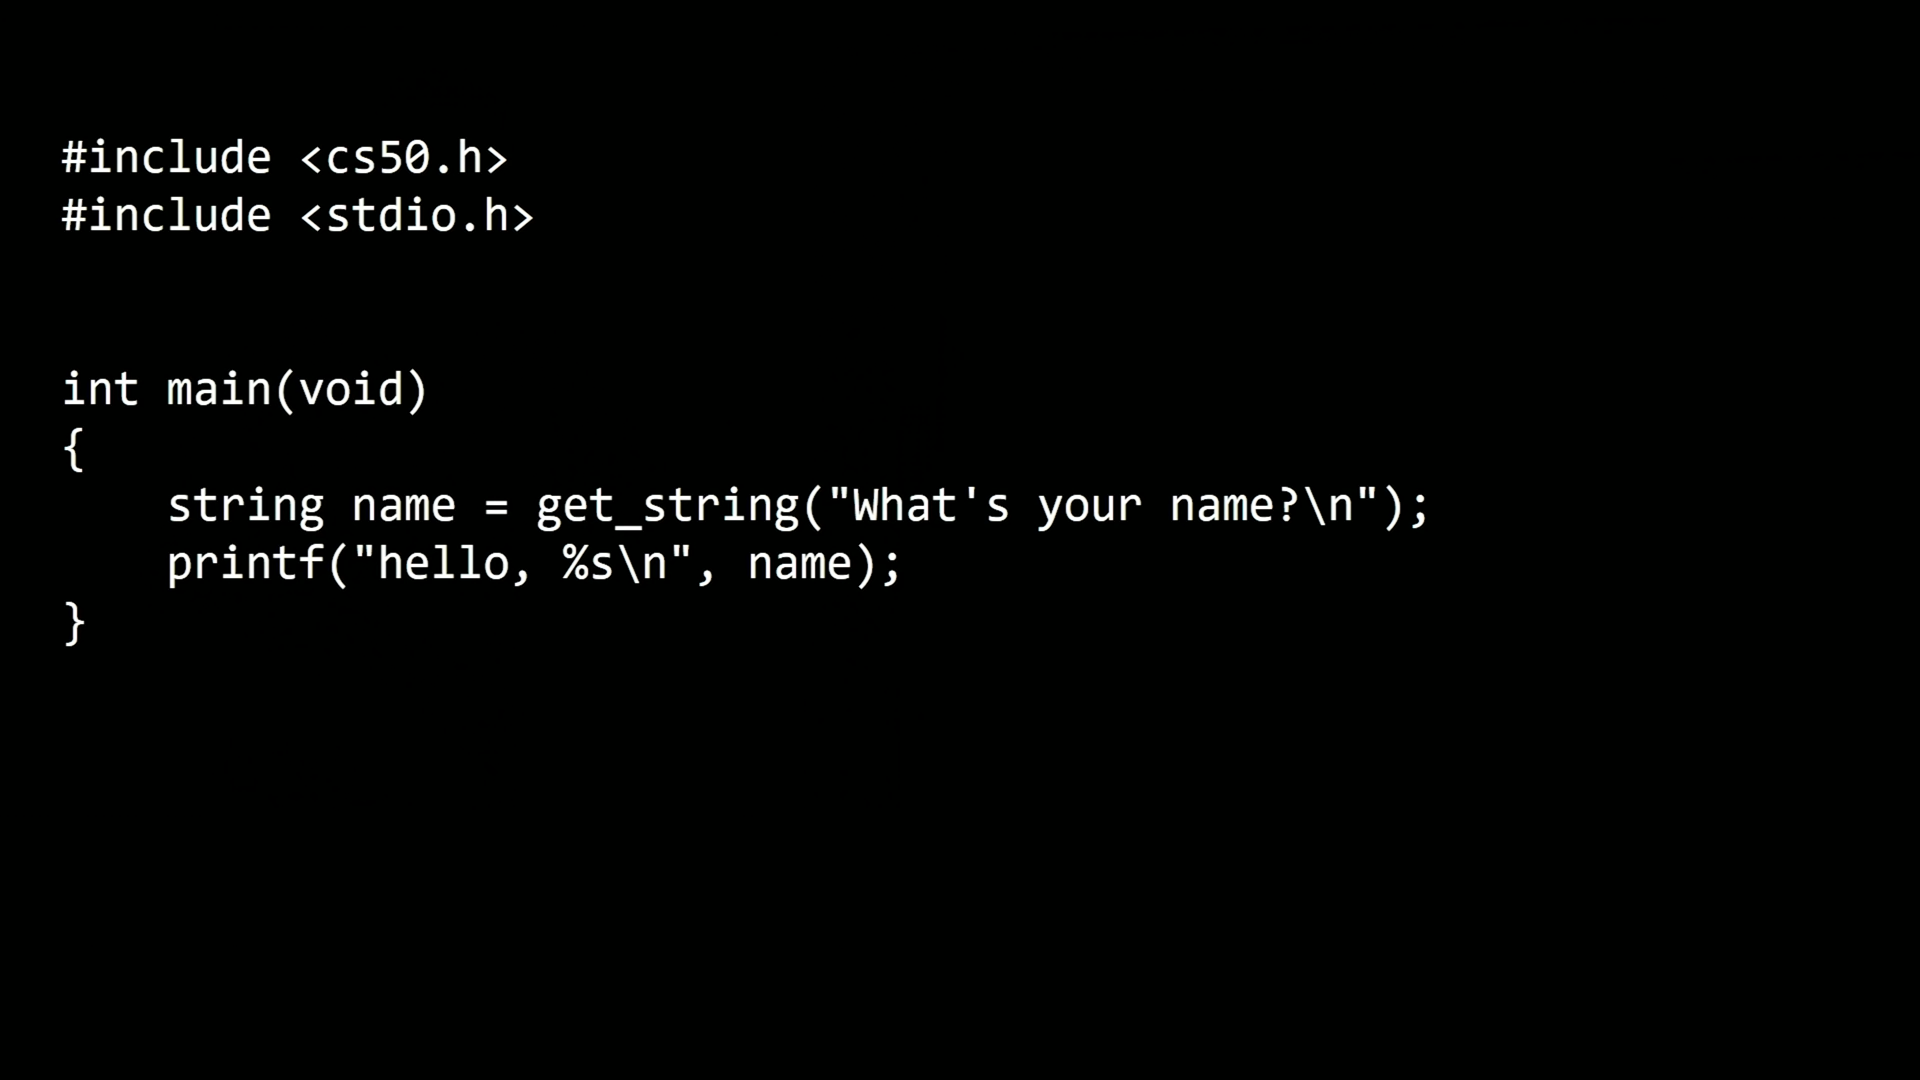 #include <cs50.h>
#include <stdio.h>
int main(void)
{
    string name = get_string("What's your name?\n");
    printf("hello, %s\n", name);
}